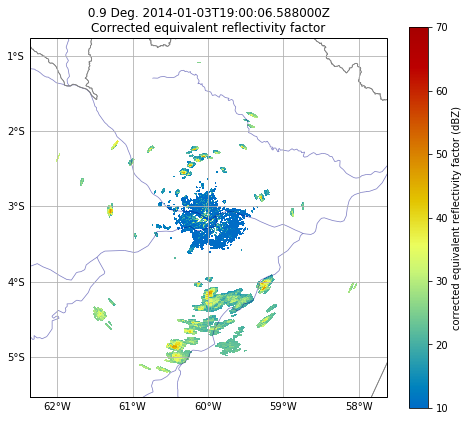 0.9 Deg. 2014-01-03T19:00:06.588000Z
Corrected equivalent reflectivity factor
1°S
2°S
3°S
4°S
5°S
62°W
61°W
60°W
59°W
58°W
70
60
50
40
30
20
10
corrected equivalent reflectivity factor (dBZ)